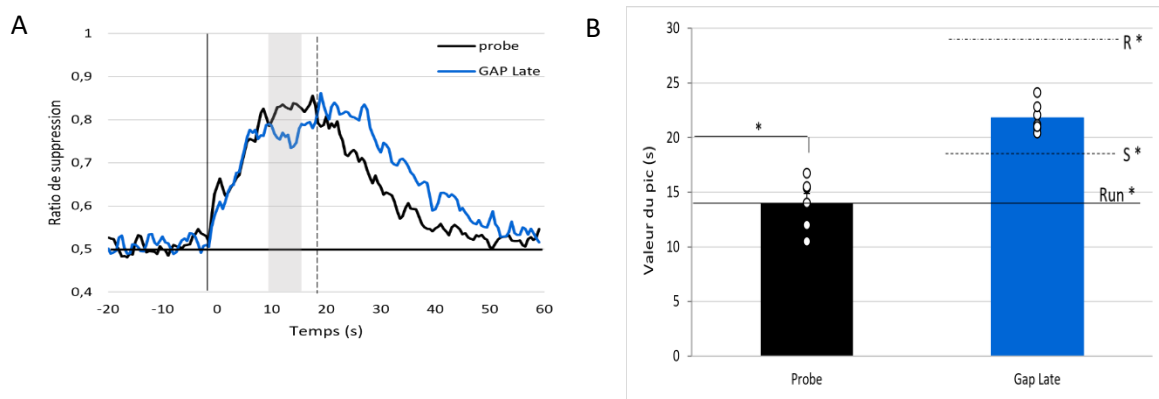 A
Ratio de suppression
1
0,9
0,8
0,7
0,6
0,5
0,4
probe
GAP Late
-20 -10 0 10 20 30 40 50 60
Temps (s)
B
Valeur du pic (s)
30
25
20
15
10
5
0
R *
*
S *
Run *
Probe Gap Late